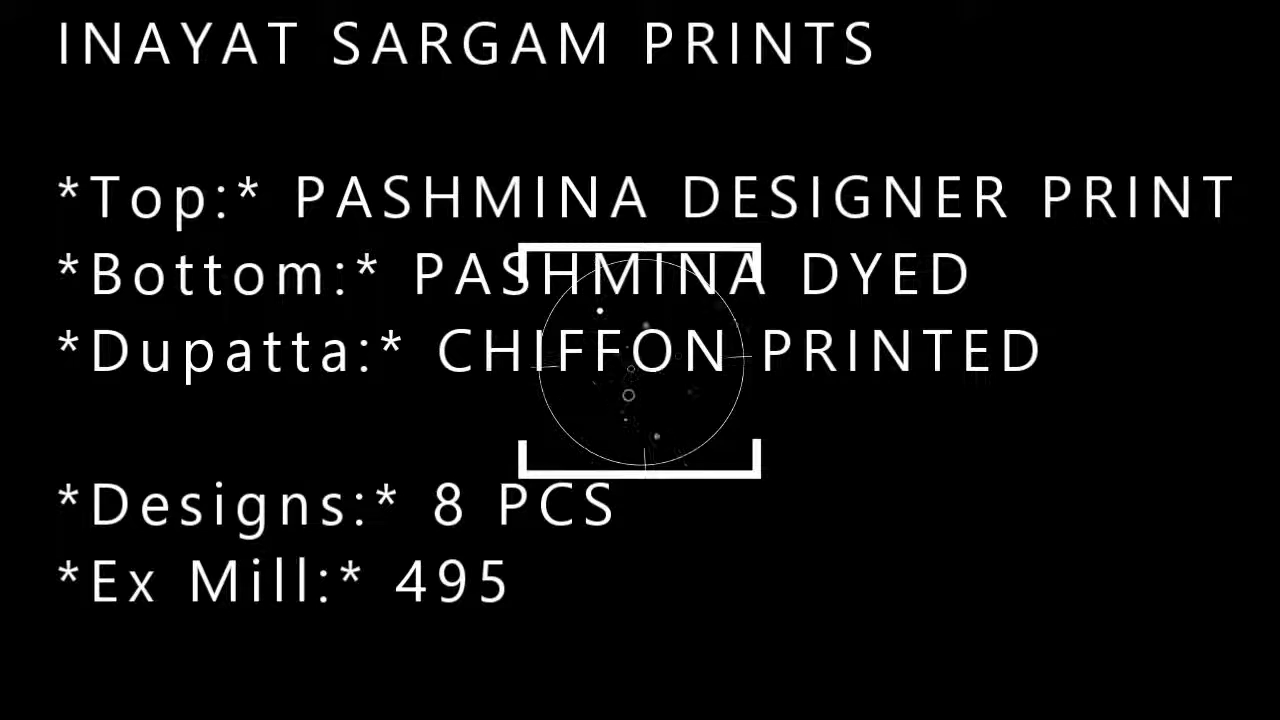 INAYAT SARGAM PRINTS
*Top:* PASHMINA DESIGNER PRINT
*Bottom:* PASHMINA DYED
*Dupatta:* CHIFFON PRINTED
*Designs:* 8 PCS
*Ex Mill:* 495